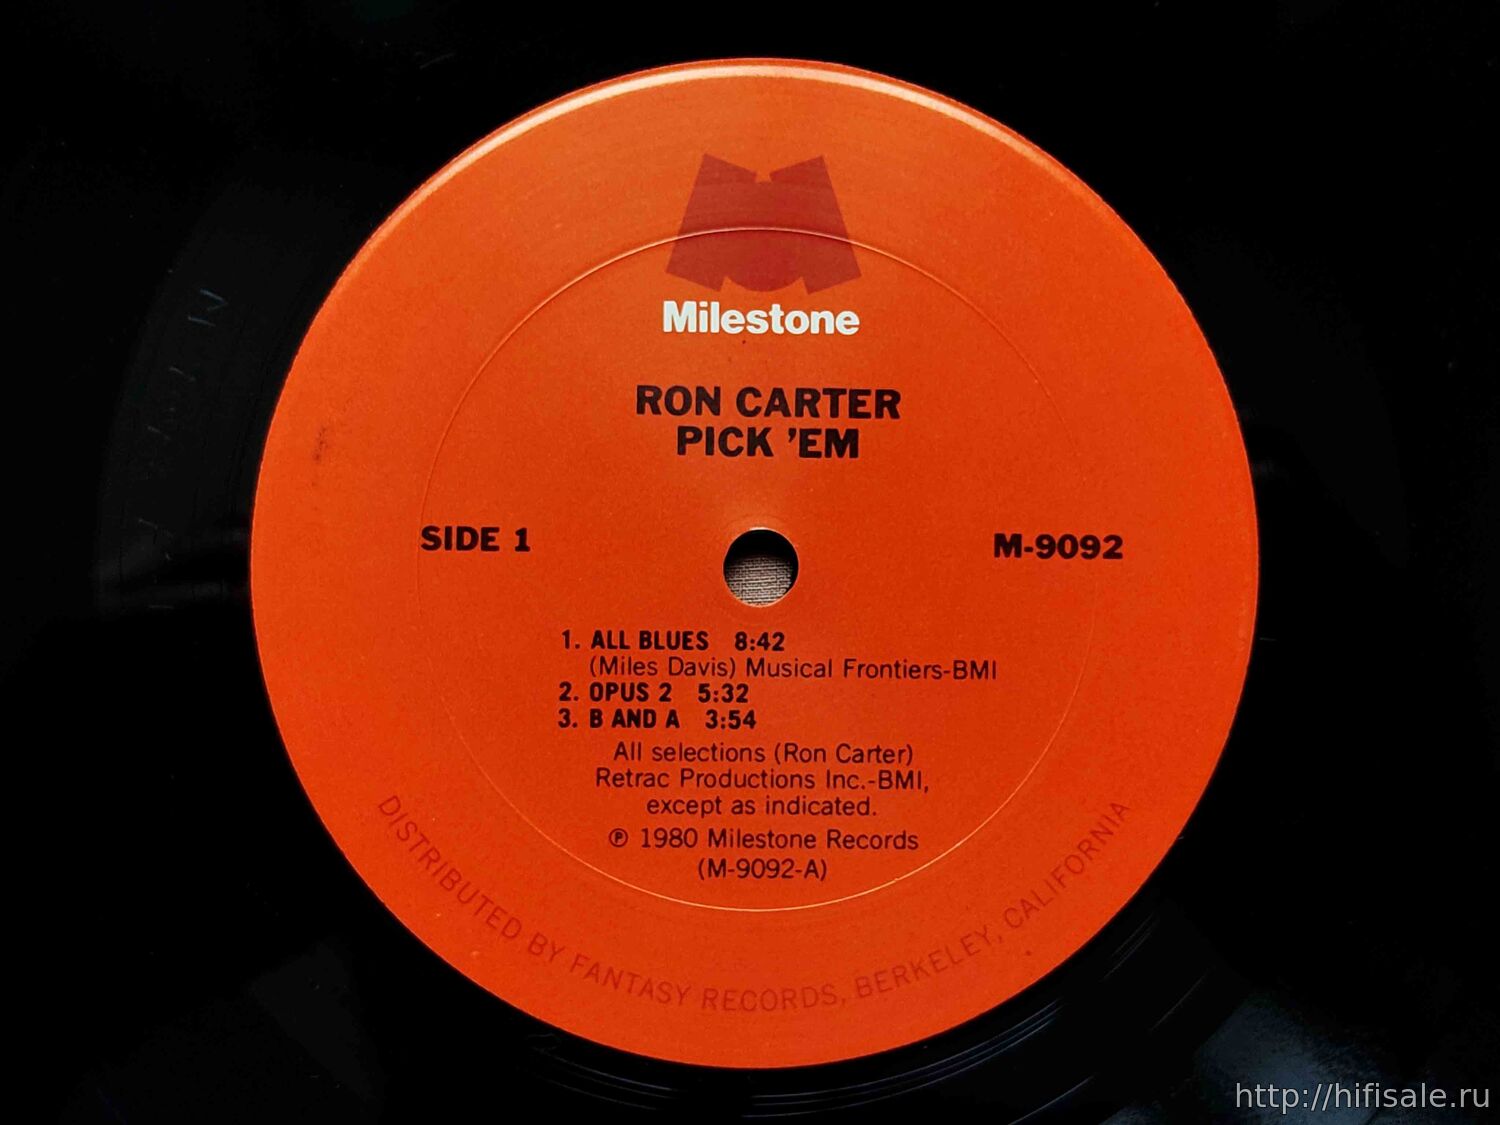 Milestone
RON CARTER
PICK 'EM
SIDE 1
M-9092
1. ALL BLUES 8:42
(Miles Davis) Musical Frontiers-BMI
2. OPUS 2 5:32
3. B AND A 3:54
All selections (Ron Carter)
Retrac Productions Inc.-BMI,
except as indicated.
℗ 1980 Milestone Records
(M-9092-A)
DISTRIBUTED BY FANTASY RECORDS, BERKELEY, CALIFORNIA
http://hifisale.ru